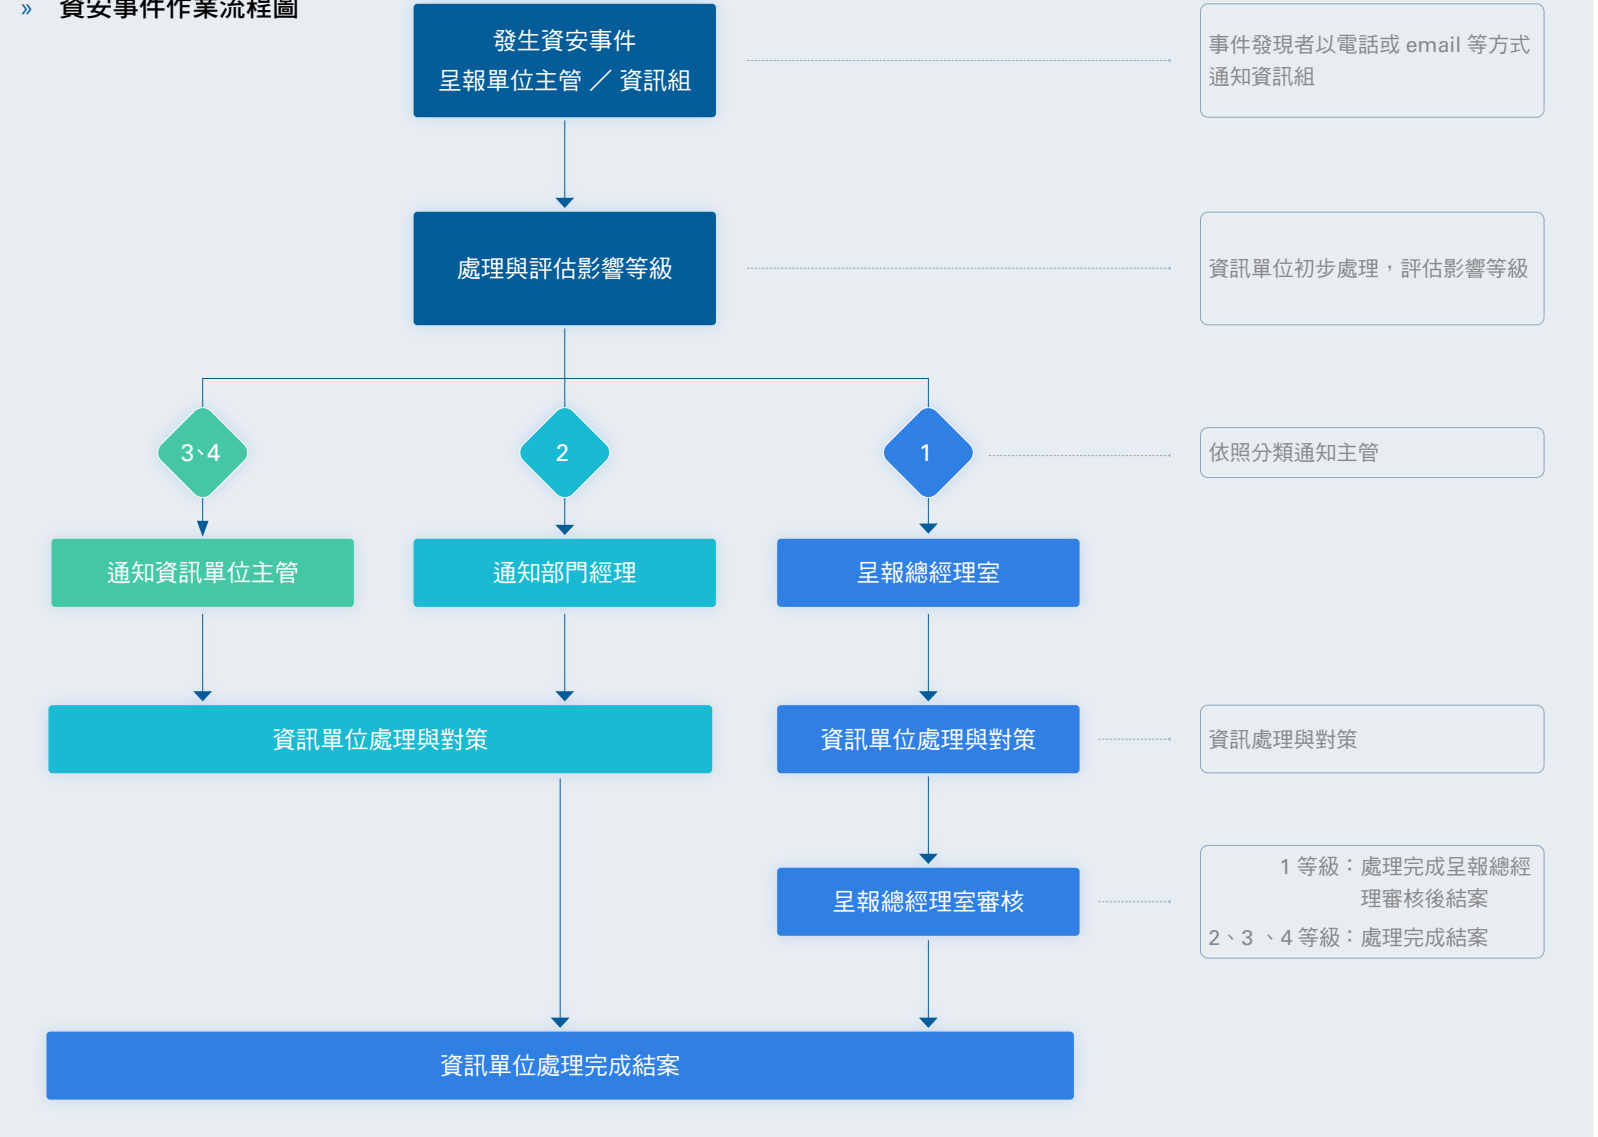 » 資安事件作業流程圖
發生資安事件
呈報單位主管 ／ 資訊組
事件發現者以電話或 email 等方式
通知資訊組
處理與評估影響等級
資訊單位初步處理，評估影響等級
3、4
2
1
依照分類通知主管
通知資訊單位主管
通知部門經理
呈報總經理室
資訊單位處理與對策
資訊單位處理與對策
資訊處理與對策
呈報總經理室審核
1 等級：處理完成呈報總經
理審核後結案
2、3 、4 等級：處理完成結案
資訊單位處理完成結案